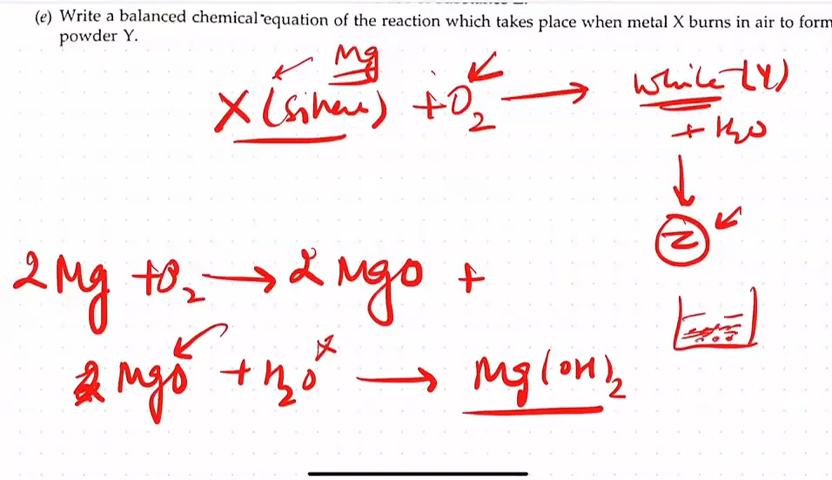 (e) Write a balanced chemical equation of the reaction which takes place when metal X burns in air to form
powder Y.
Mg
X (Silver) + O₂ → White (Y)
+ H₂O
Z
2Mg + O₂ → 2MgO +
MgO + H₂O → Mg(OH)₂